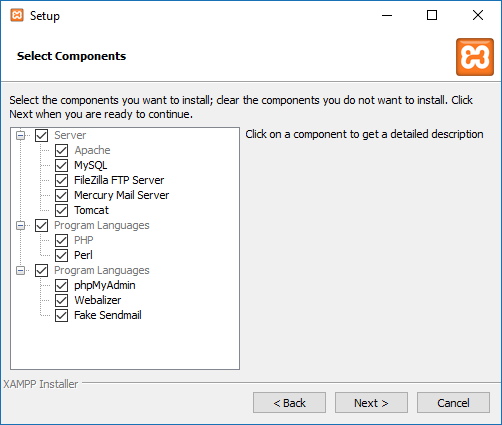 Setup
Select Components
Select the components you want to install; clear the components you do not want to install. Click
Next when you are ready to continue.
Server
Apache
MySQL
FileZilla FTP Server
Mercury Mail Server
Tomcat
Program Languages
PHP
Perl
Program Languages
phpMyAdmin
Webalizer
Fake Sendmail
Click on a component to get a detailed description
XAMPP Installer
< Back
Next >
Cancel